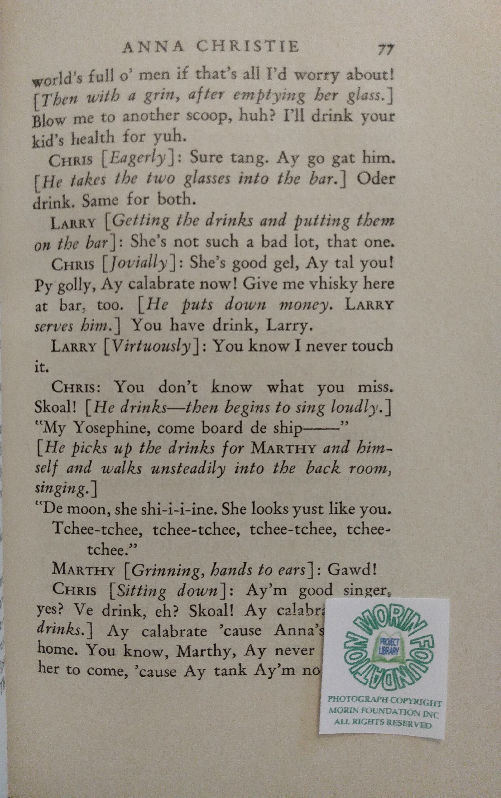 ANNA CHRISTIE 77
world's full o' men if that's all I'd worry about!
[Then with a grin, after emptying her glass.]
Blow me to another scoop, huh? I'll drink your
kid's health for yuh.
CHRIS [Eagerly]: Sure tang. Ay go gat him.
[He takes the two glasses into the bar.] Oder
drink. Same for both.
LARRY [Getting the drinks and putting them
on the bar]: She's not such a bad lot, that one.
CHRIS [Jovially]: She's good gel, Ay tal you!
Py golly, Ay calabrate now! Give me vhisky here
at bar, too. [He puts down money. LARRY
serves him.] You have drink, Larry.
LARRY [Virtuously]: You know I never touch
it.
CHRIS: You don't know what you miss.
Skoal! [He drinks—then begins to sing loudly.]
"My Yosephine, come board de ship——"
[He picks up the drinks for MARTHY and him-
self and walks unsteadily into the back room,
singing.]
"De moon, she shi-i-i-ine. She looks yust like you.
Tchee-tchee, tchee-tchee, tchee-tchee, tchee-
tchee."
MARTHY [Grinning, hands to ears]: Gawd!
CHRIS [Sitting down]: Ay'm good singer,
yes? Ve drink, eh? Skoal! Ay calabra
drinks.] Ay calabrate 'cause Anna's
home. You know, Marthy, Ay never
her to come, 'cause Ay tank Ay'm no
MORIN FOUNDATION
PROJECT
LIBRARY
PHOTOGRAPH COPYRIGHT
MORIN FOUNDATION INC
ALL RIGHTS RESERVED